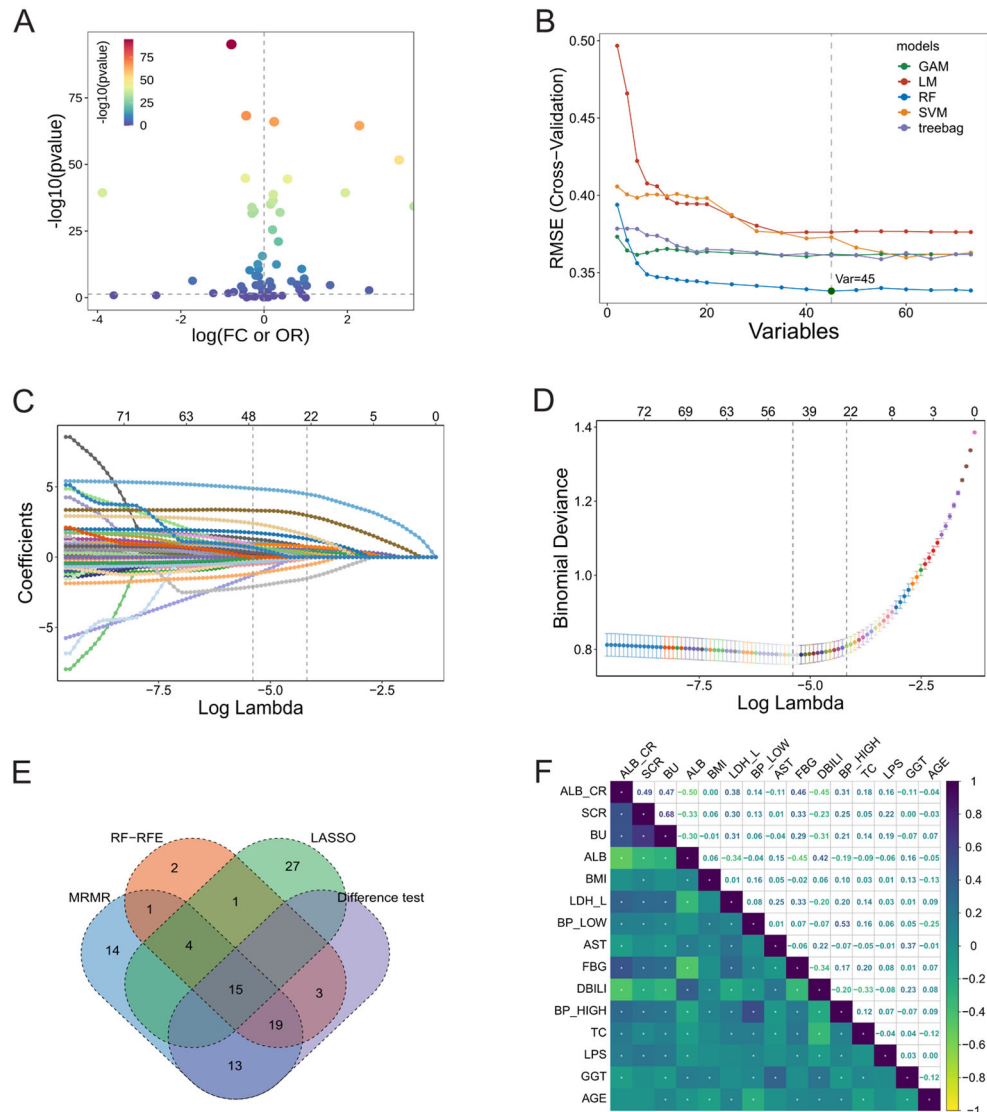 A
-log10(pvalue)
75
50
25
0
75
50
25
0
-log10(pvalue)
-4
-2
0
2
log(FC or OR)
B
models
GAM
LM
RF
SVM
treebag
0.50
0.45
0.40
0.35
RMSE (Cross-Validation)
Var=45
0
20
40
60
Variables
C
71
63
48
22
5
0
5
0
−5
Coefficients
−7.5
−5.0
−2.5
Log Lambda
D
72
69
63
56
39
22
8
3
0
1.4
1.2
1.0
0.8
Binomial Deviance
−7.5
−5.0
−2.5
Log Lambda
E
RF−RFE
LASSO
MRMR
Difference test
2
27
1
1
14
4
15
3
19
13
F
ALB_CR SCR BU ALB BMI LDH_L BP_LOW AST FBG DBILI BP_HIGH TC LPS GGT AGE
ALB_CR 0.49 0.47 −0.50 0.00 0.38 0.14 −0.11 0.46 −0.45 0.31 0.18 0.16 −0.11 −0.04
SCR 0.68 −0.33 0.06 0.30 0.13 0.01 0.33 −0.23 0.25 0.05 0.22 0.00 −0.03
BU −0.30 −0.01 0.31 0.06 −0.04 0.29 −0.31 0.21 0.14 0.19 −0.07 0.07
ALB 0.06 −0.34 −0.04 0.15 −0.45 0.42 −0.19 −0.09 −0.06 0.16 −0.05
BMI 0.01 0.16 0.05 −0.02 0.06 0.10 0.03 0.01 0.13 −0.13
LDH_L 0.08 0.25 0.33 −0.20 0.20 0.14 0.03 0.01 0.09
BP_LOW 0.01 0.07 −0.07 0.53 0.16 0.06 0.05 −0.25
AST −0.06 0.22 −0.07 −0.05 −0.01 0.37 −0.01
FBG −0.34 0.17 0.20 0.08 0.01 0.07
DBILI −0.20 −0.33 −0.08 0.23 0.08
BP_HIGH 0.12 0.07 −0.07 0.09
TC −0.04 0.04 −0.12
LPS 0.03 0.00
GGT −0.12
AGE
1
0.8
0.6
0.4
0.2
0
−0.2
−0.4
−0.6
−0.8
−1